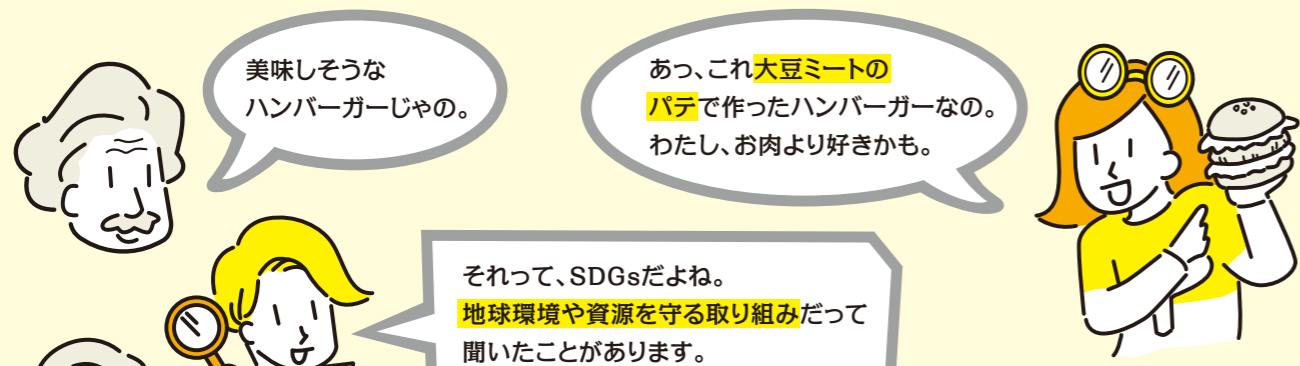 美味しそうな
ハンバーガーじゃの。
あっ、これ大豆ミートの
パテで作ったハンバーガーなの。
わたし、お肉より好きかも。
それって、SDGsだよね。
地球環境や資源を守る取り組みだって
聞いたことがあります。